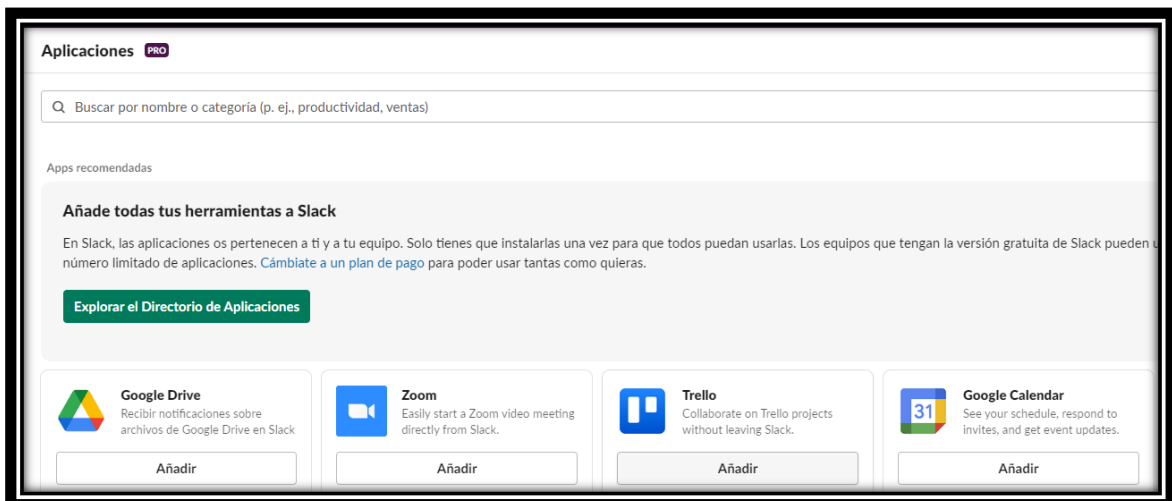 Aplicaciones PRO
Buscar por nombre o categoría (p. ej., productividad, ventas)
Apps recomendadas
Añade todas tus herramientas a Slack
En Slack, las aplicaciones os pertenecen a ti y a tu equipo. Solo tienes que instalarlas una vez para que todos puedan usarlas. Los equipos que tengan la versión gratuita de Slack pueden
número limitado de aplicaciones. Cámbiate a un plan de pago para poder usar tantas como quieras.
Explorar el Directorio de Aplicaciones
Google Drive
Recibir notificaciones sobre
archivos de Google Drive en Slack
Añadir
Zoom
Easily start a Zoom video meeting
directly from Slack.
Añadir
Trello
Collaborate on Trello projects
without leaving Slack.
Añadir
31
Google Calendar
See your schedule, respond to
invites, and get event updates.
Añadir